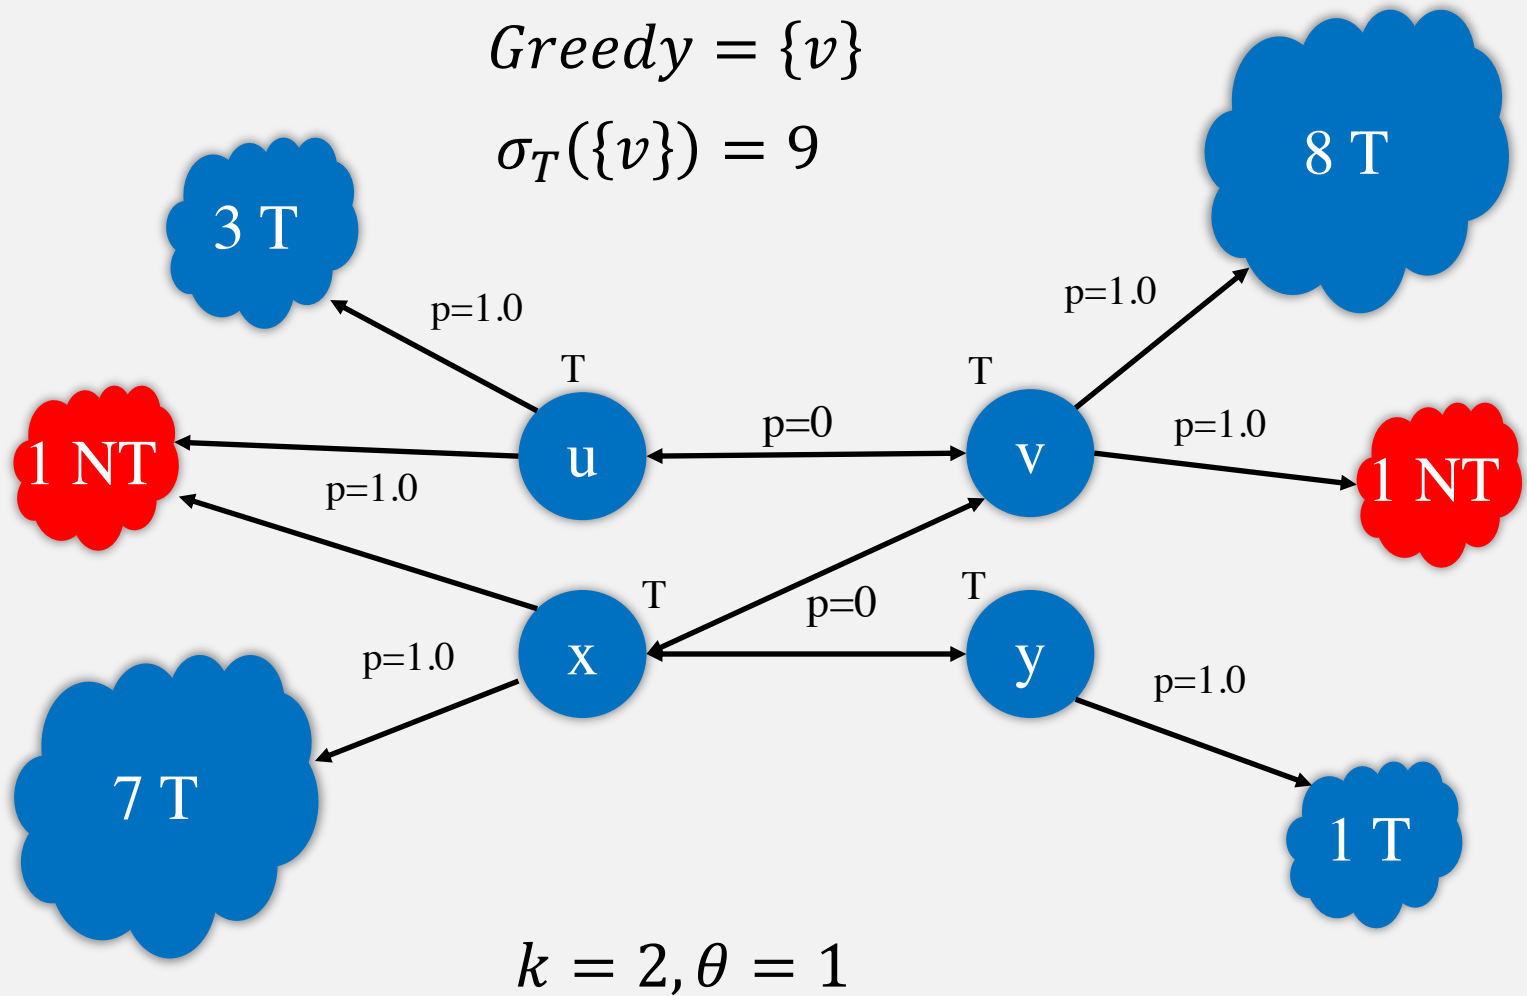 Greedy = {v}
σ_T({v}) = 9
8 T
3 T
p=1.0
p=1.0
T
T
1 NT
u
p=0
v
p=1.0
1 NT
p=1.0
T
T
p=0
x
y
p=1.0
p=1.0
7 T
1 T
k = 2, θ = 1